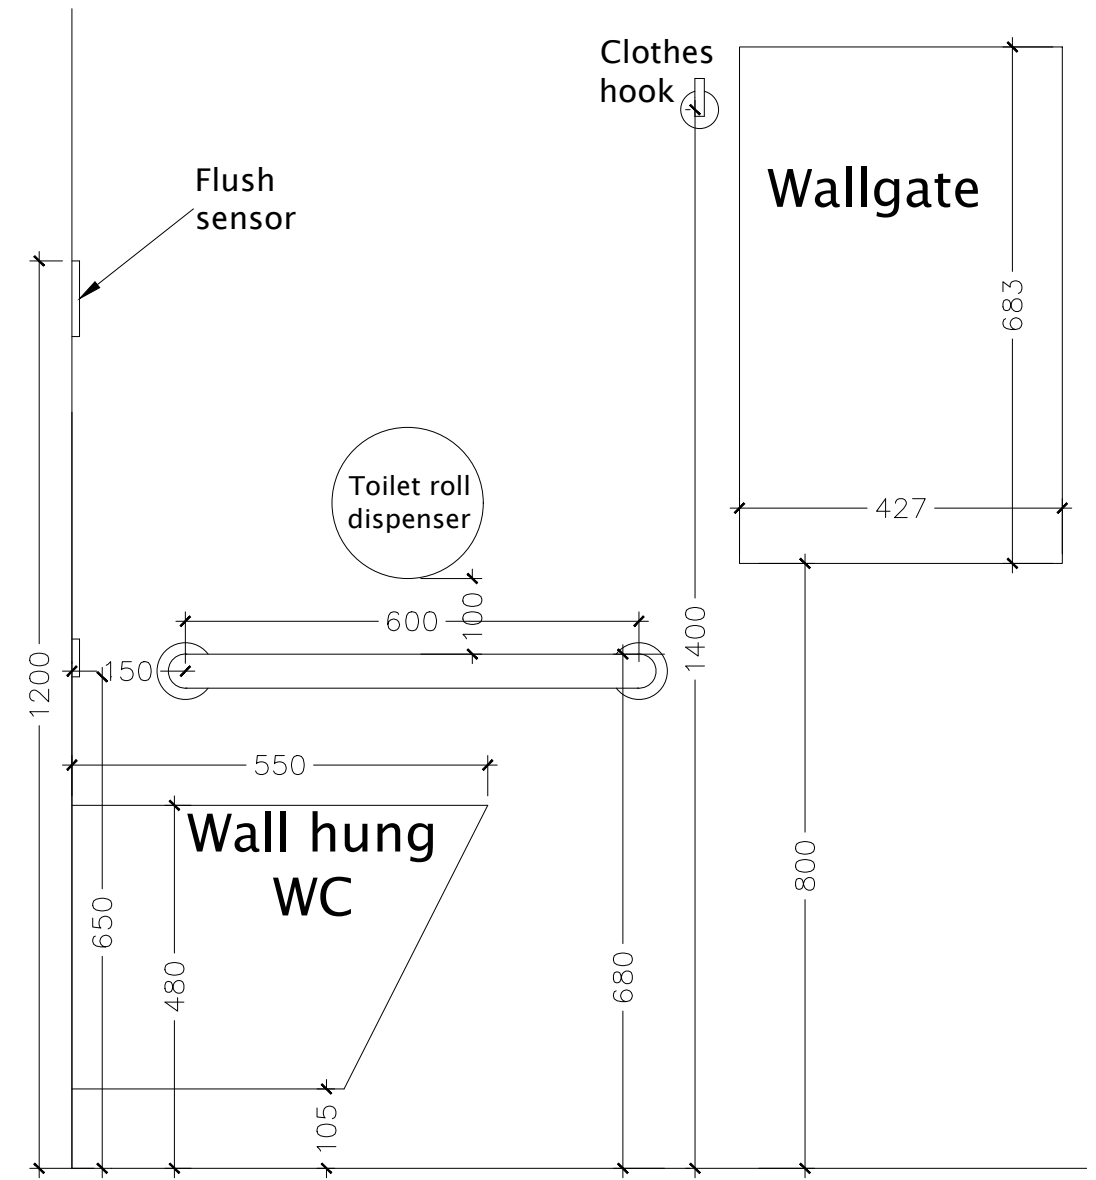 Clothes
hook
Wallgate
Flush
sensor
683
Toilet roll
dispenser
427
100
600
1400
150
1200
550
Wall hung
WC
800
650
680
480
105